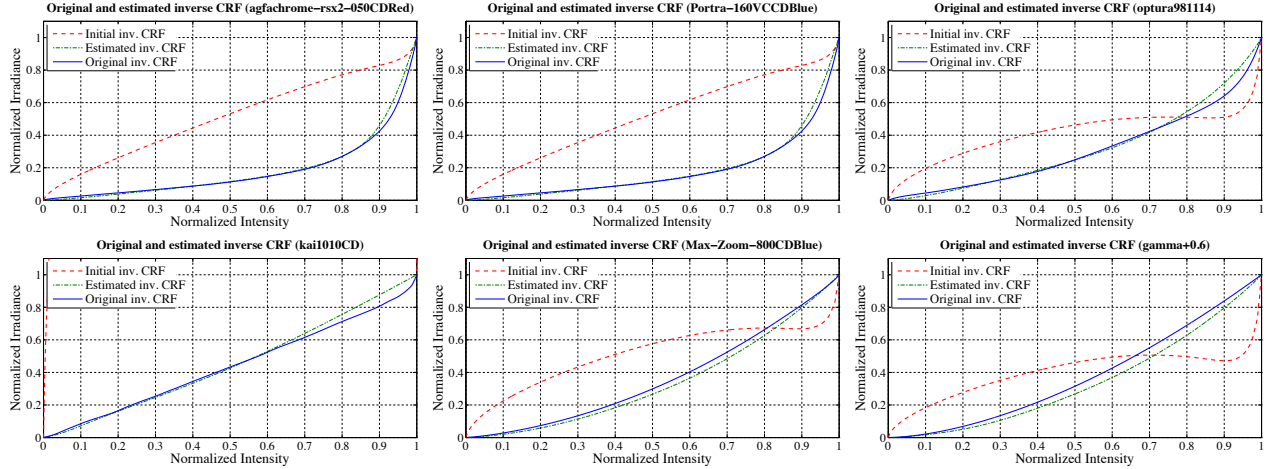 Original and estimated inverse CRF (agfachrome−rsx2−050CDRed)
Normalized Irradiance
1
0.8
0.6
0.4
0.2
0
Initial inv. CRF
Estimated inv. CRF
Original inv. CRF
0 0.1 0.2 0.3 0.4 0.5 0.6 0.7 0.8 0.9 1
Normalized Intensity
Original and estimated inverse CRF (Portra−160VCCDBlue)
Normalized Irradiance
1
0.8
0.6
0.4
0.2
0
Initial inv. CRF
Estimated inv. CRF
Original inv. CRF
0 0.1 0.2 0.3 0.4 0.5 0.6 0.7 0.8 0.9 1
Normalized Intensity
Original and estimated inverse CRF (optura981114)
Normalized Irradiance
1
0.8
0.6
0.4
0.2
0
Initial inv. CRF
Estimated inv. CRF
Original inv. CRF
0 0.1 0.2 0.3 0.4 0.5 0.6 0.7 0.8 0.9 1
Normalized Intensity
Original and estimated inverse CRF (kai1010CD)
Normalized Irradiance
1
0.8
0.6
0.4
0.2
0
Initial inv. CRF
Estimated inv. CRF
Original inv. CRF
0 0.1 0.2 0.3 0.4 0.5 0.6 0.7 0.8 0.9 1
Normalized Intensity
Original and estimated inverse CRF (Max−Zoom−800CDBlue)
Normalized Irradiance
1
0.8
0.6
0.4
0.2
0
Initial inv. CRF
Estimated inv. CRF
Original inv. CRF
0 0.1 0.2 0.3 0.4 0.5 0.6 0.7 0.8 0.9 1
Normalized Intensity
Original and estimated inverse CRF (gamma+0.6)
Normalized Irradiance
1
0.8
0.6
0.4
0.2
0
Initial inv. CRF
Estimated inv. CRF
Original inv. CRF
0 0.1 0.2 0.3 0.4 0.5 0.6 0.7 0.8 0.9 1
Normalized Intensity